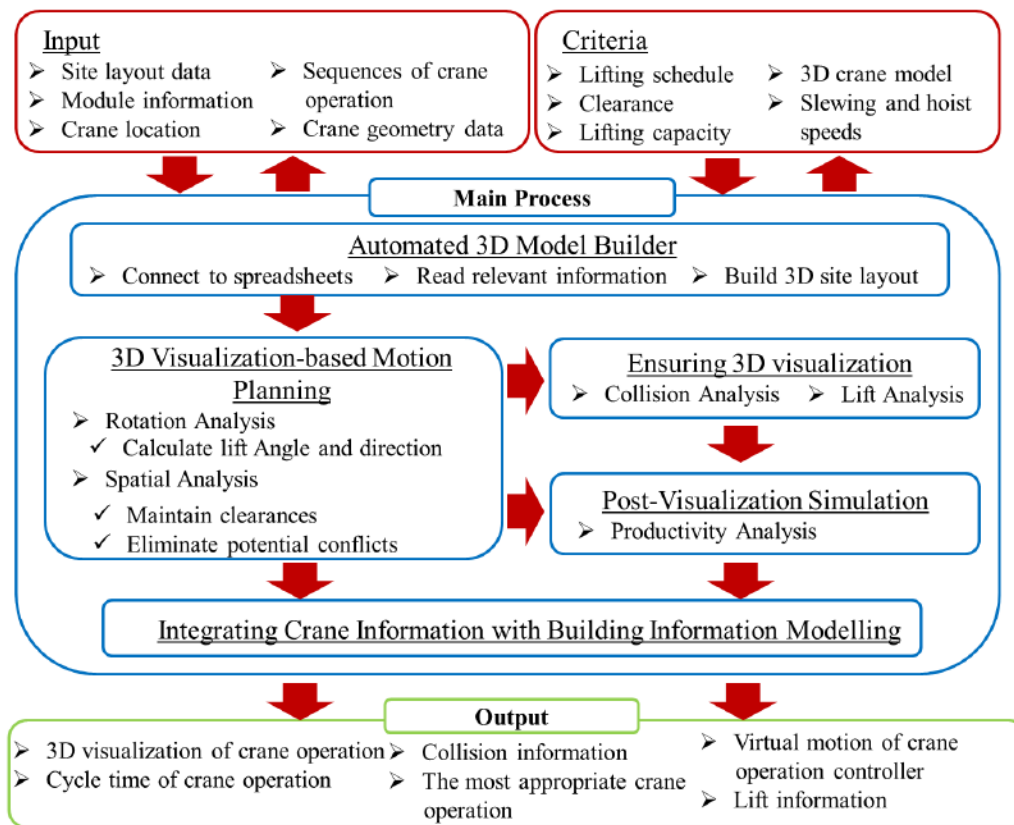 Input
➢ Site layout data
➢ Module information
➢ Crane location
➢ Sequences of crane
operation
➢ Crane geometry data
Criteria
➢ Lifting schedule
➢ Clearance
➢ Lifting capacity
➢ 3D crane model
➢ Slewing and hoist
speeds
Main Process
Automated 3D Model Builder
➢ Connect to spreadsheets ➢ Read relevant information ➢ Build 3D site layout
3D Visualization-based Motion
Planning
➢ Rotation Analysis
✓ Calculate lift Angle and direction
➢ Spatial Analysis
✓ Maintain clearances
✓ Eliminate potential conflicts
Ensuring 3D visualization
➢ Collision Analysis ➢ Lift Analysis
Post-Visualization Simulation
➢ Productivity Analysis
Integrating Crane Information with Building Information Modelling
Output
➢ 3D visualization of crane operation
➢ Cycle time of crane operation
➢ Collision information
➢ The most appropriate crane
operation
➢ Virtual motion of crane
operation controller
➢ Lift information